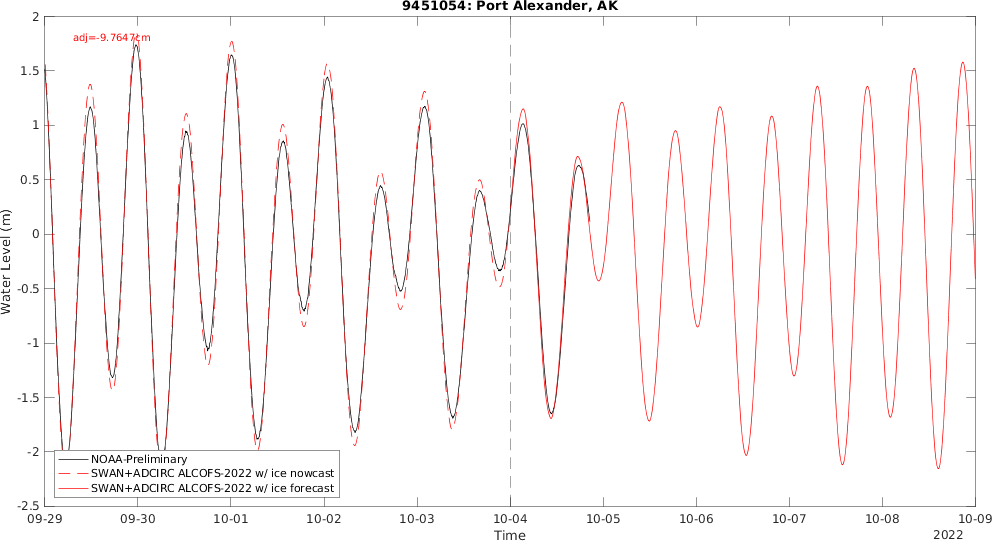 9451054: Port Alexander, AK
adj=-9.7647cm
Water Level (m)
2
1.5
1
0.5
0
-0.5
-1
-1.5
-2
-2.5
NOAA-Preliminary
SWAN+ADCIRC ALCOFS-2022 w/ ice nowcast
SWAN+ADCIRC ALCOFS-2022 w/ ice forecast
09-29 09-30 10-01 10-02 10-03 10-04 10-05 10-06 10-07 10-08 10-09
Time
2022